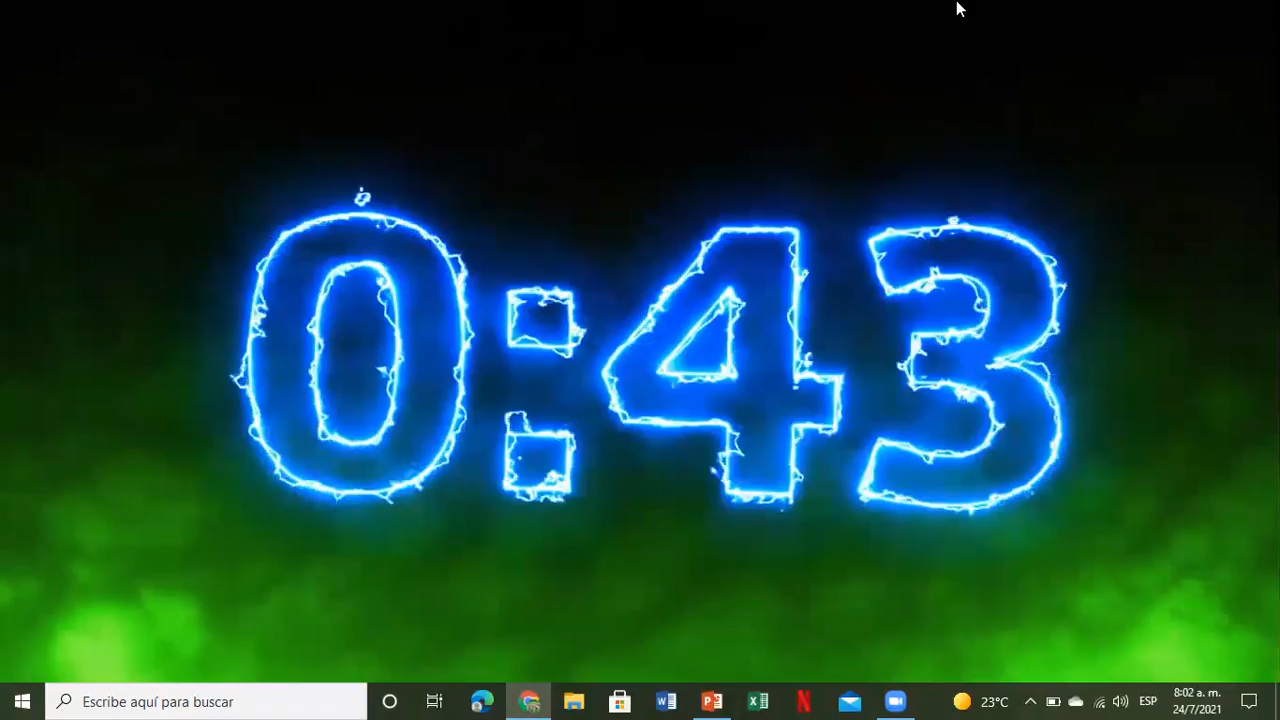 0:43
Escribe aquí para buscar
23°C
ESP
8:02 a. m.
24/7/2021